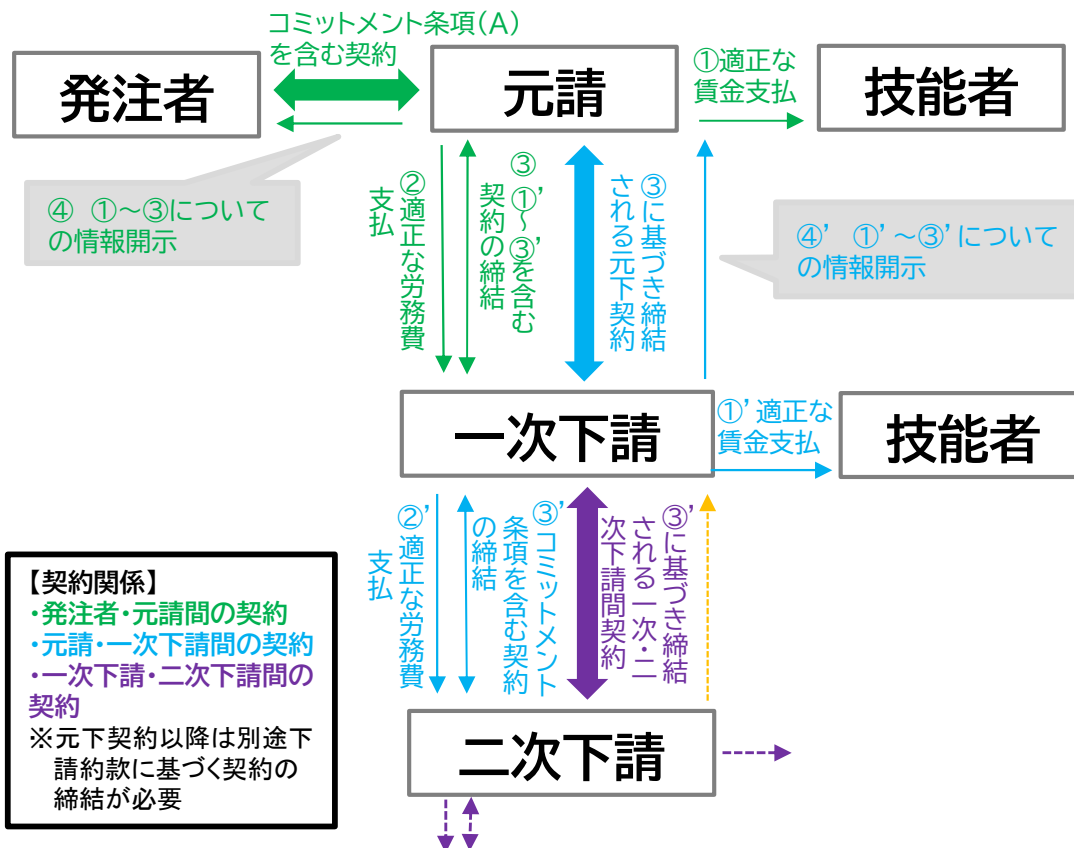 コミットメント条項(A)
を含む契約
発注者
元請
①適正な
賃金支払
技能者
④ ①～③について
の情報開示
②適正な労務費
支払
③ ①’～③’を含む
契約の締結
③に基づき締結
される元下契約
④’ ①’～③’について
の情報開示
一次下請
①’適正な
賃金支払
技能者
②’適正な労務費
支払
③’コミットメント
条項を含む契約
の締結
③’に基づき締結
される一次・二
次下請間契約
二次下請
【契約関係】
・発注者・元請間の契約
・元請・一次下請間の契約
・一次下請・二次下請間の
契約
※元下契約以降は別途下
請約款に基づく契約の
締結が必要